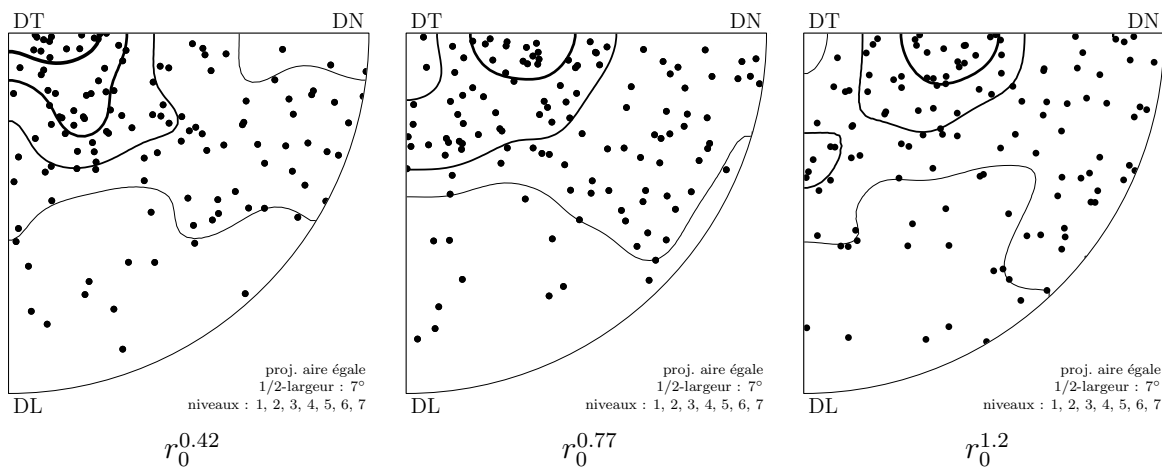 DT DN
DL
proj. aire égale
1/2-largeur : 7°
niveaux : 1, 2, 3, 4, 5, 6, 7
r_0^0.42
DT DN
DL
proj. aire égale
1/2-largeur : 7°
niveaux : 1, 2, 3, 4, 5, 6, 7
r_0^0.77
DT DN
DL
proj. aire égale
1/2-largeur : 7°
niveaux : 1, 2, 3, 4, 5, 6, 7
r_0^1.2